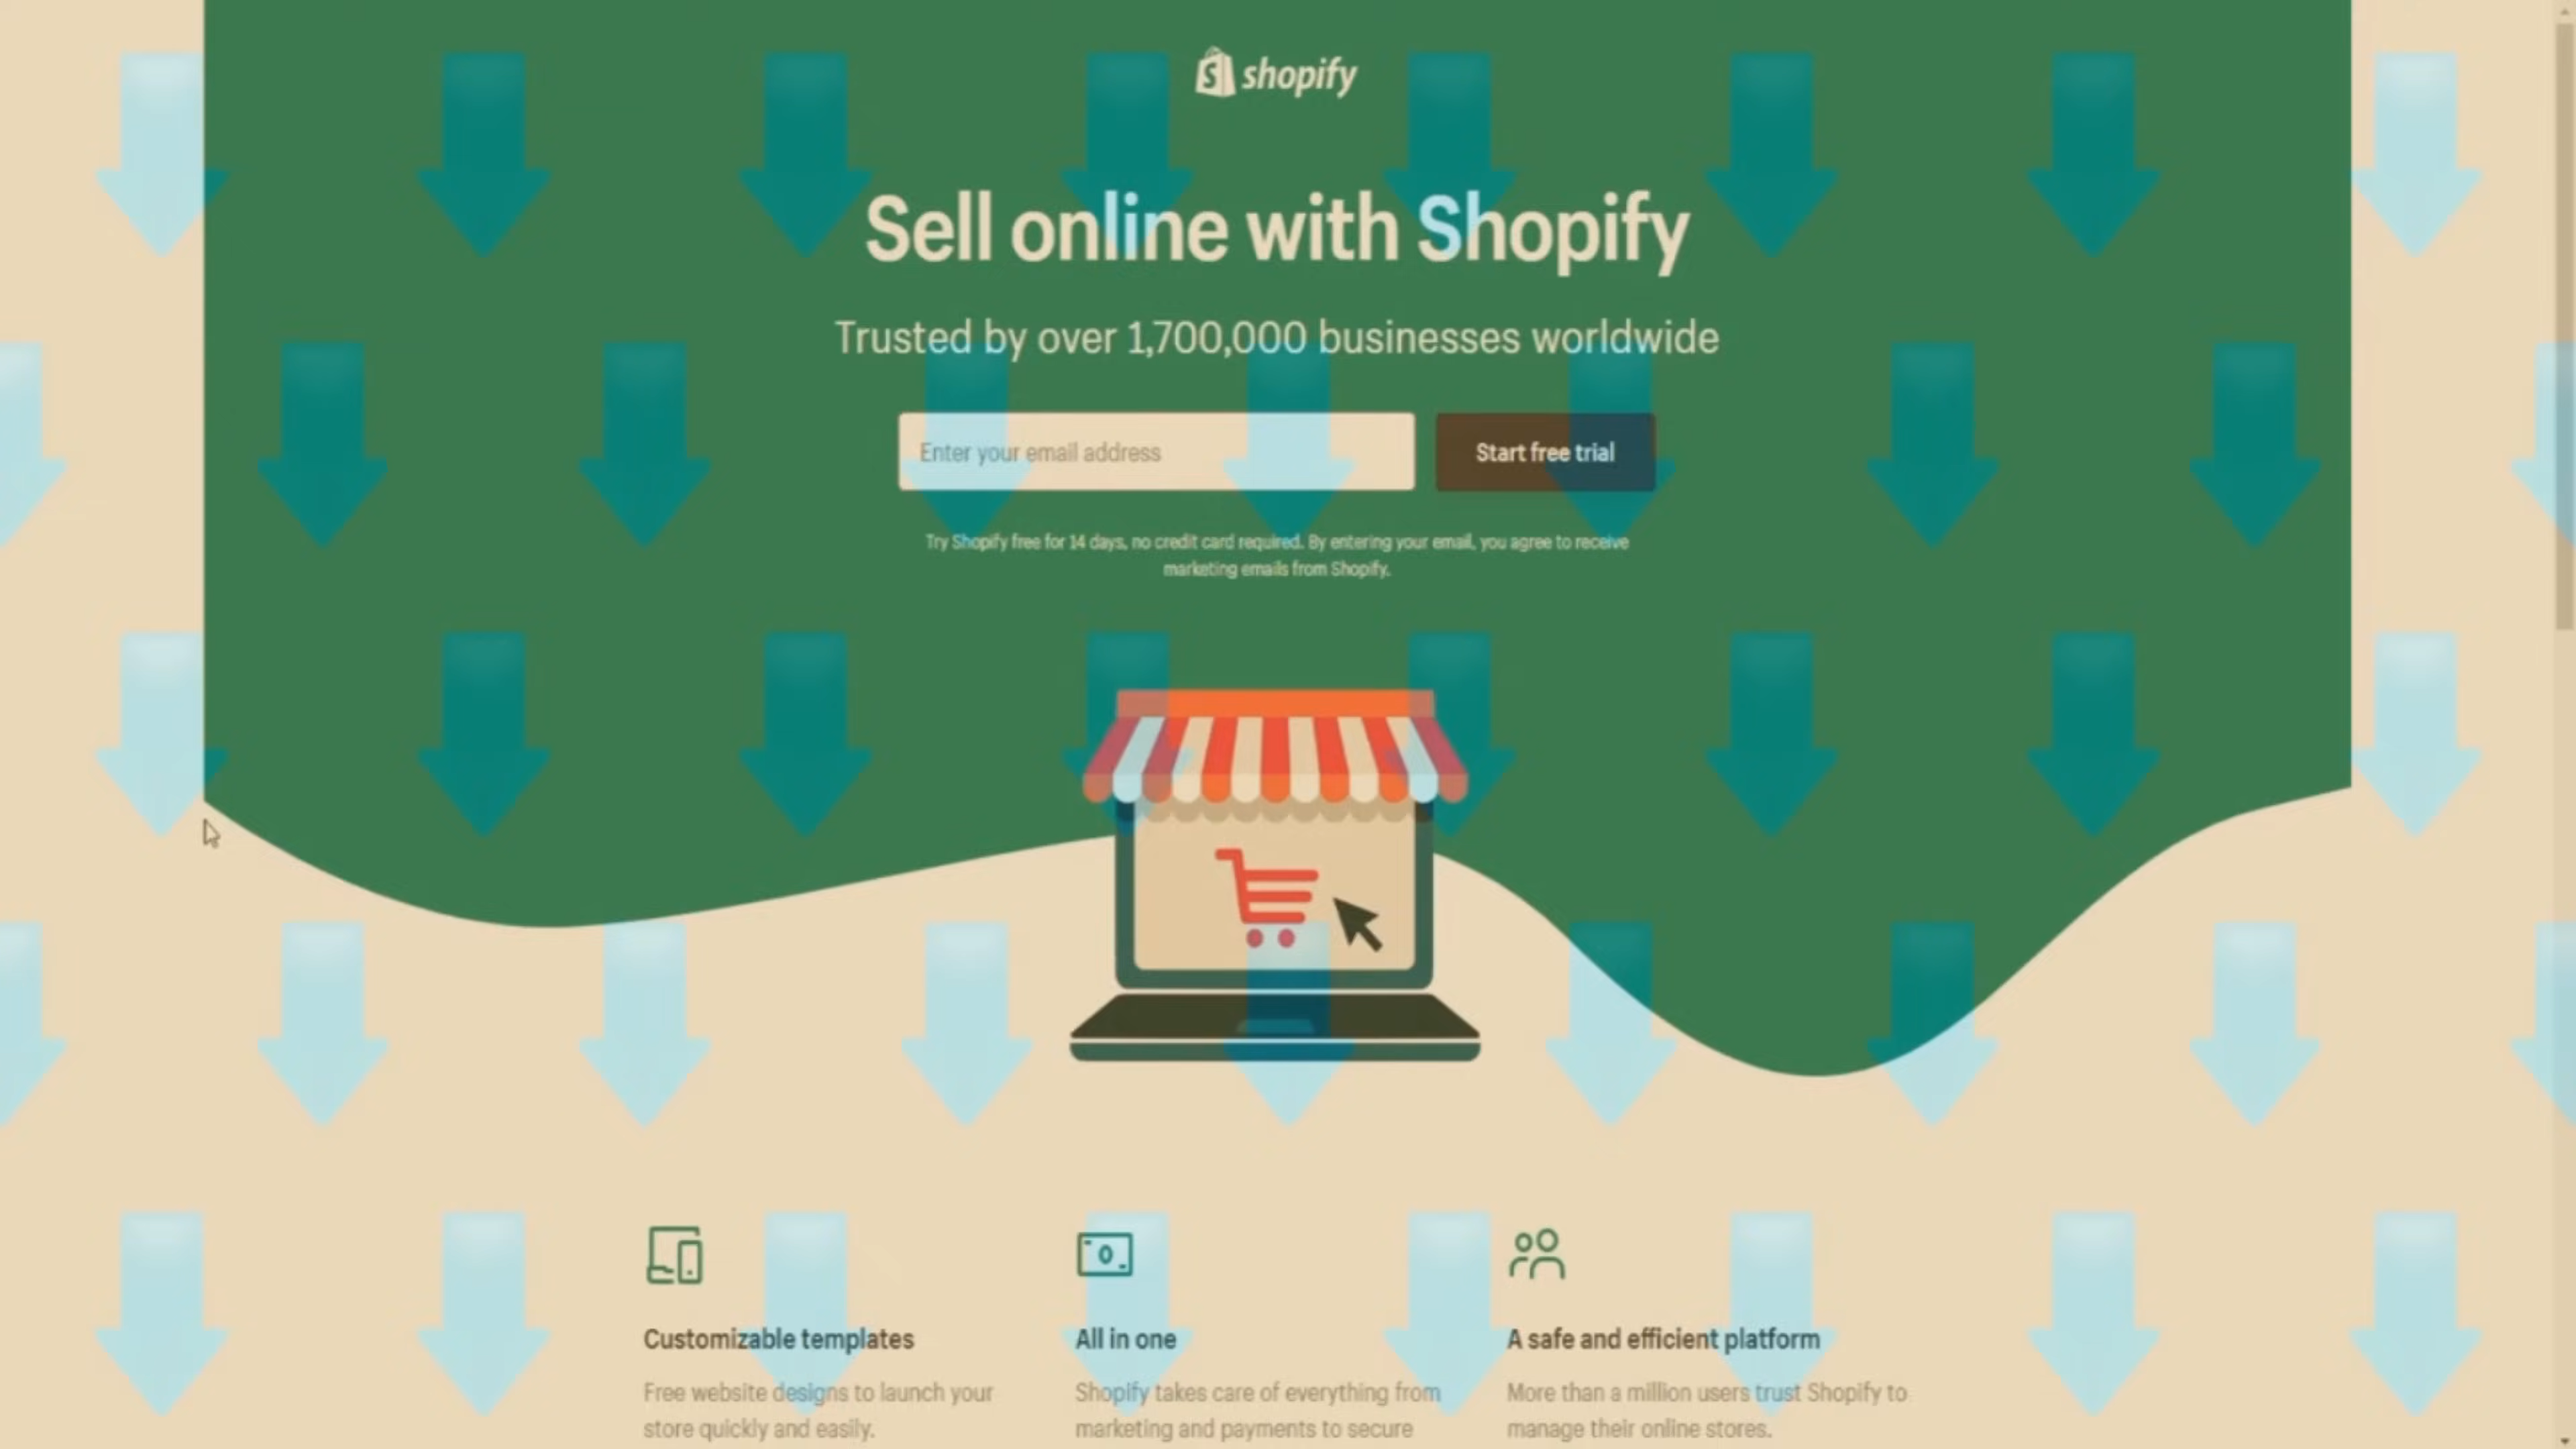 shopify
Sell online with Shopify
Trusted by over 1,700,000 businesses worldwide
Enter your email address
Start free trial
Try Shopify free for 14 days, no credit card required. By entering your email, you agree to receive
marketing emails from Shopify.
Customizable templates
Free website designs to launch your
store quickly and easily.
All in one
Shopify takes care of everything from
marketing and payments to secure
A safe and efficient platform
More than a million users trust Shopify to
manage their online stores.